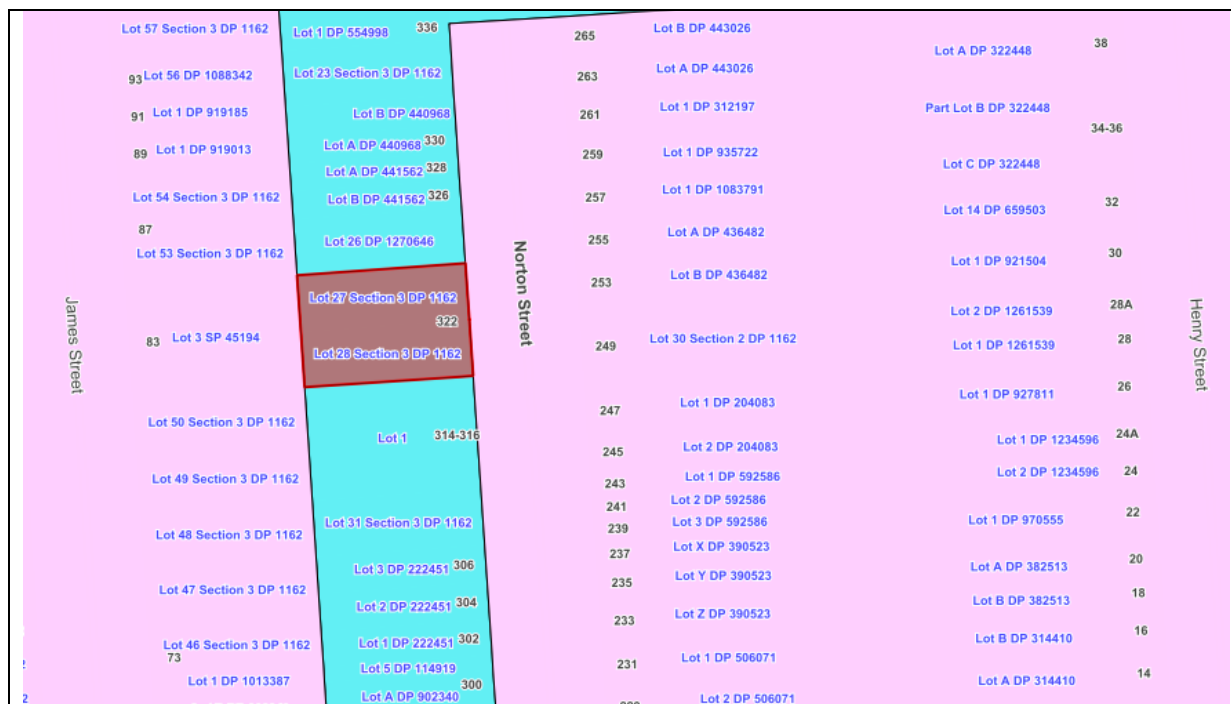 Lot 57 Section 3 DP 1162
93
Lot 56 DP 1088342
91
Lot 1 DP 919185
89
Lot 1 DP 919013
Lot 54 Section 3 DP 1162
87
Lot 53 Section 3 DP 1162
James Street
83
Lot 3 SP 45194
Lot 50 Section 3 DP 1162
Lot 49 Section 3 DP 1162
Lot 48 Section 3 DP 1162
Lot 47 Section 3 DP 1162
Lot 46 Section 3 DP 1162
73
Lot 1 DP 1013387
2
2
Lot 1 DP 554998
336
Lot 23 Section 3 DP 1162
Lot B DP 440968
Lot A DP 440968
330
Lot A DP 441562
328
Lot B DP 441562
326
Lot 26 DP 1270646
Lot 27 Section 3 DP 1162
322
Lot 28 Section 3 DP 1162
Lot 1
314-316
Lot 31 Section 3 DP 1162
Lot 3 DP 222451
306
Lot 2 DP 222451
304
Lot 1 DP 222451
302
Lot 5 DP 114919
300
Lot A DP 902340
Norton Street
265
Lot B DP 443026
263
Lot A DP 443026
261
Lot 1 DP 312197
259
Lot 1 DP 935722
257
Lot 1 DP 1083791
255
Lot A DP 436482
253
Lot B DP 436482
249
Lot 30 Section 2 DP 1162
247
Lot 1 DP 204083
245
Lot 2 DP 204083
243
Lot 1 DP 592586
241
Lot 2 DP 592586
239
Lot 3 DP 592586
237
Lot X DP 390523
235
Lot Y DP 390523
233
Lot Z DP 390523
231
Lot 1 DP 506071
Lot 2 DP 506071
Lot A DP 322448
38
Part Lot B DP 322448
34-36
Lot C DP 322448
Lot 14 DP 659503
32
Lot 1 DP 921504
30
Lot 2 DP 1261539
28A
Lot 1 DP 1261539
28
Lot 1 DP 927811
26
Lot 1 DP 1234596
24A
Lot 2 DP 1234596
24
Lot 1 DP 970555
22
Lot A DP 382513
20
Lot B DP 382513
18
Lot B DP 314410
16
Lot A DP 314410
14
Henry Street